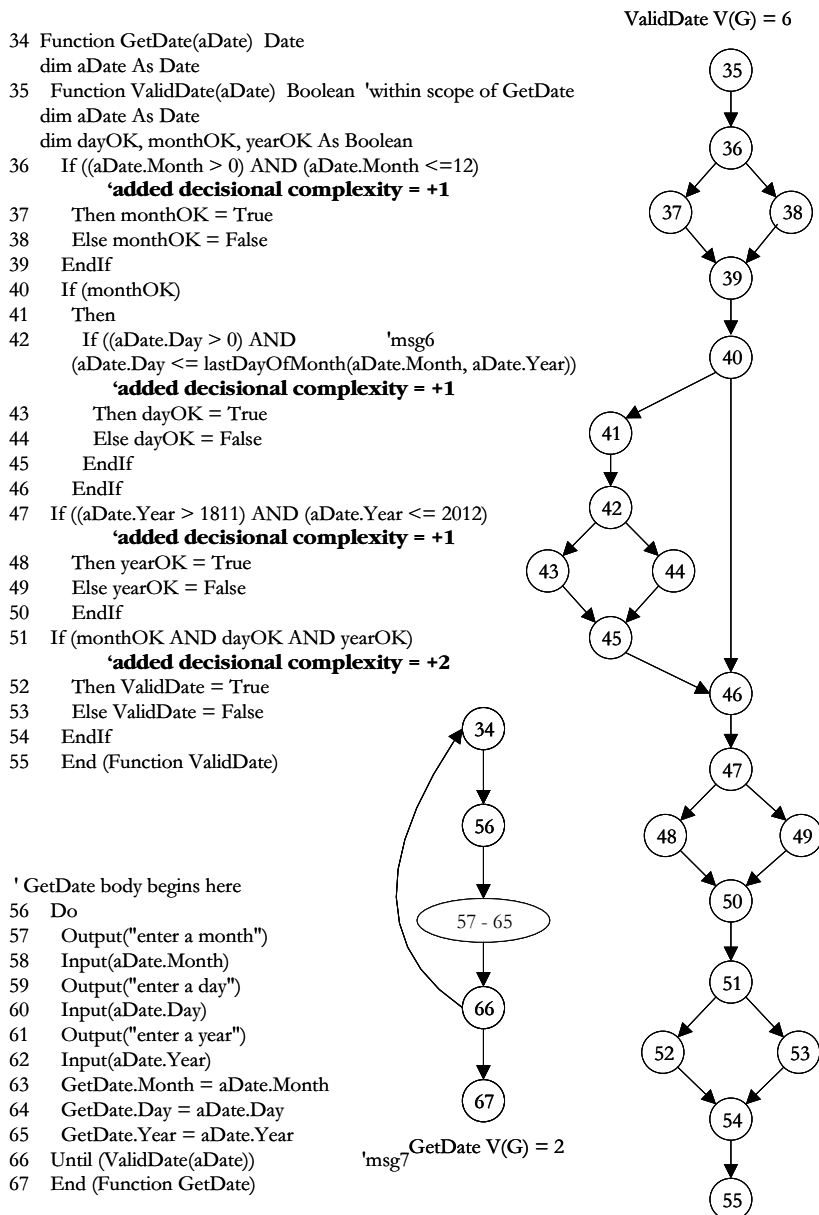 ValidDate V(G) = 6
34 Function GetDate(aDate) Date
dim aDate As Date
35 Function ValidDate(aDate) Boolean 'within scope of GetDate
dim aDate As Date
dim dayOK, monthOK, yearOK As Boolean
36 If ((aDate.Month > 0) AND (aDate.Month <=12)
‘added decisional complexity = +1
37 Then monthOK = True
38 Else monthOK = False
39 EndIf
40 If (monthOK)
41 Then
42 If ((aDate.Day > 0) AND 'msg6
(aDate.Day <= lastDayOfMonth(aDate.Month, aDate.Year))
‘added decisional complexity = +1
43 Then dayOK = True
44 Else dayOK = False
45 EndIf
46 EndIf
47 If ((aDate.Year > 1811) AND (aDate.Year <= 2012)
‘added decisional complexity = +1
48 Then yearOK = True
49 Else yearOK = False
50 EndIf
51 If (monthOK AND dayOK AND yearOK)
‘added decisional complexity = +2
52 Then ValidDate = True
53 Else ValidDate = False
54 EndIf
55 End (Function ValidDate)
' GetDate body begins here
56 Do
57 Output("enter a month")
58 Input(aDate.Month)
59 Output("enter a day")
60 Input(aDate.Day)
61 Output("enter a year")
62 Input(aDate.Year)
63 GetDate.Month = aDate.Month
64 GetDate.Day = aDate.Day
65 GetDate.Year = aDate.Year
66 Until (ValidDate(aDate)) 'msg7
67 End (Function GetDate)
34
56
57 - 65
66
67
GetDate V(G) = 2
35
36
37 38
39
40
41
42
43 44
45
46
47
48 49
50
51
52 53
54
55